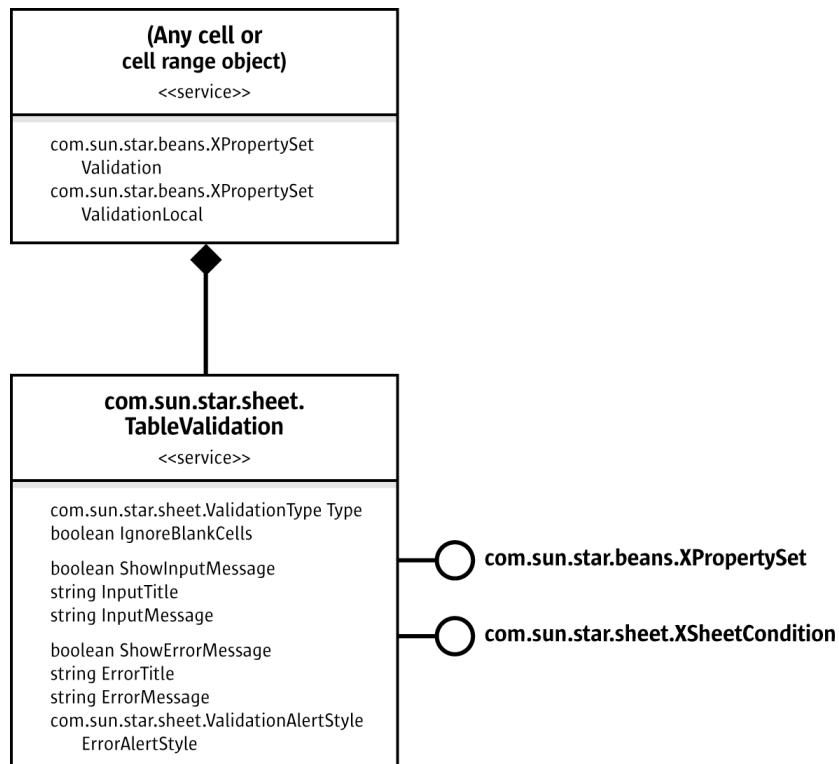 (Any cell or
cell range object)
<<service>>
com.sun.star.beans.XPropertySet
Validation
com.sun.star.beans.XPropertySet
ValidationLocal
com.sun.star.sheet.
TableValidation
<<service>>
com.sun.star.sheet.ValidationType Type
boolean IgnoreBlankCells
boolean ShowInputMessage
string InputTitle
string InputMessage
boolean ShowErrorMessage
string ErrorTitle
string ErrorMessage
com.sun.star.sheet.ValidationAlertStyle
ErrorAlertStyle
com.sun.star.beans.XPropertySet
com.sun.star.sheet.XSheetCondition